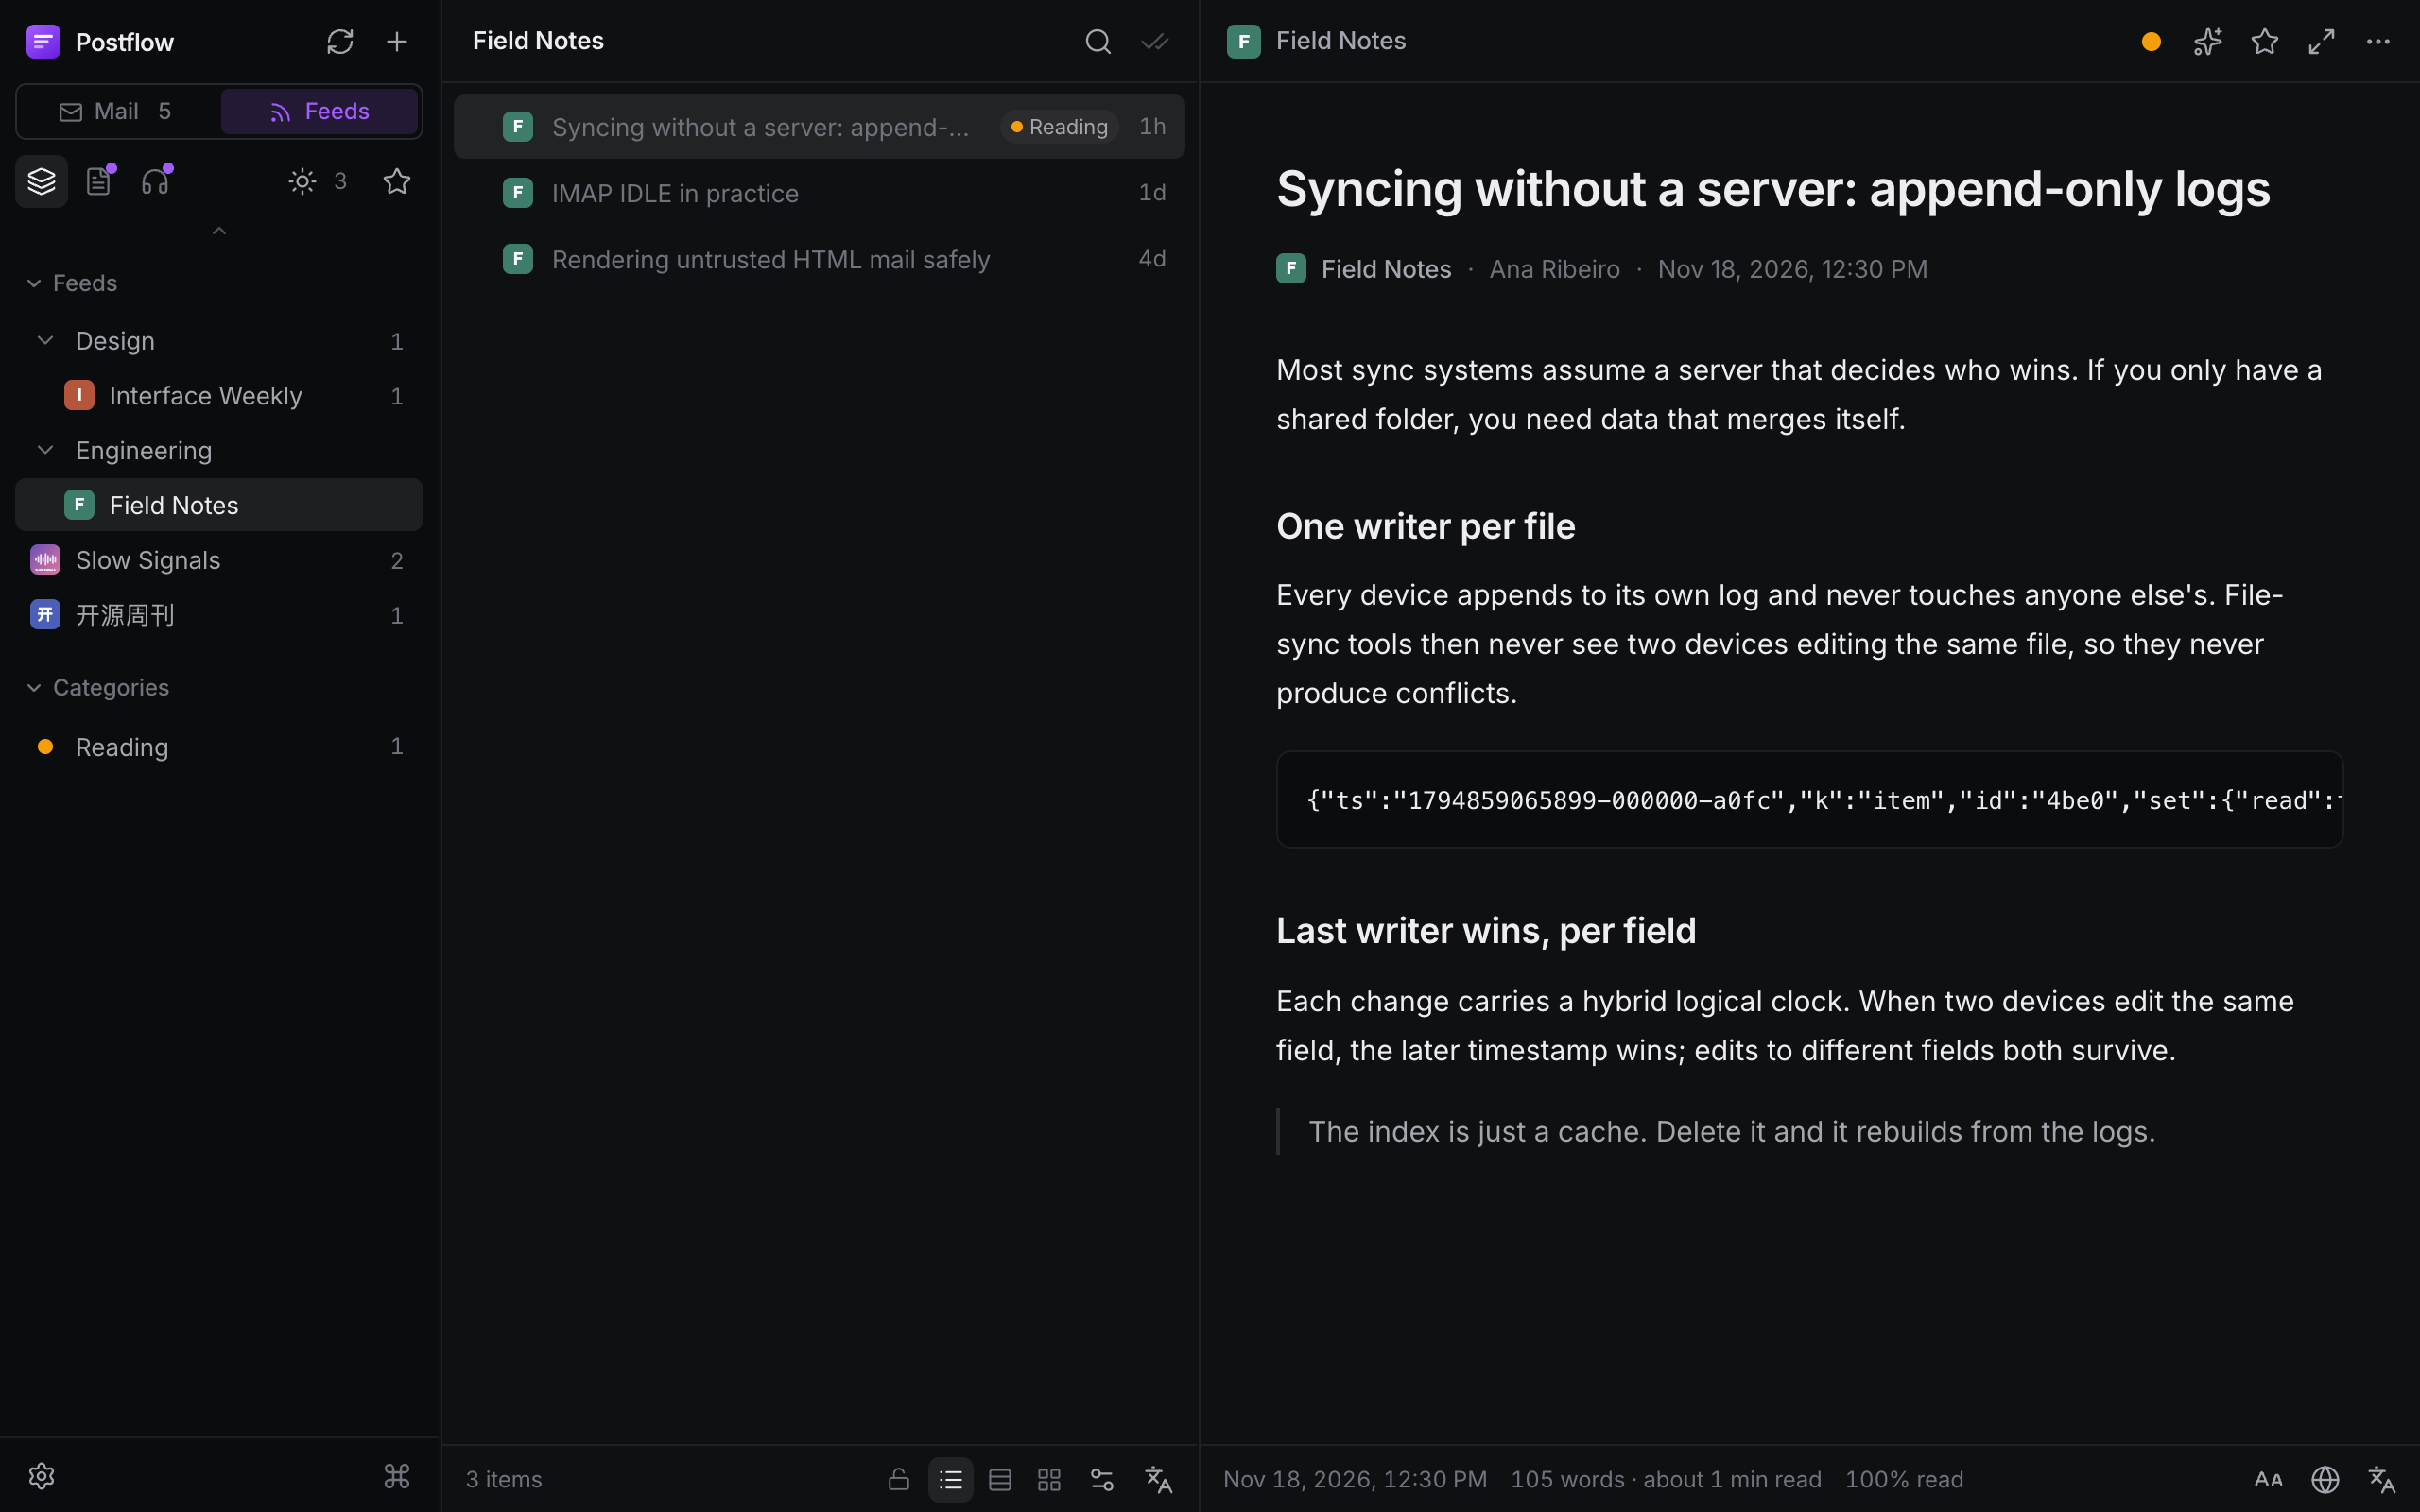 Postflow
Mail 5
Feeds
3
Feeds
Design 1
I Interface Weekly 1
Engineering
F Field Notes
Slow Signals 2
开 开源周刊 1
Categories
Reading 1
Field Notes
F Syncing without a server: append-... Reading 1h
F IMAP IDLE in practice 1d
F Rendering untrusted HTML mail safely 4d
3 items
F Field Notes
Syncing without a server: append-only logs
F Field Notes · Ana Ribeiro · Nov 18, 2026, 12:30 PM
Most sync systems assume a server that decides who wins. If you only have a
shared folder, you need data that merges itself.
One writer per file
Every device appends to its own log and never touches anyone else's. File-
sync tools then never see two devices editing the same file, so they never
produce conflicts.
{"ts":"1794859065899-000000-a0fc","k":"item","id":"4be0","set":{"read":t
Last writer wins, per field
Each change carries a hybrid logical clock. When two devices edit the same
field, the later timestamp wins; edits to different fields both survive.
The index is just a cache. Delete it and it rebuilds from the logs.
Nov 18, 2026, 12:30 PM 105 words · about 1 min read 100% read
AA